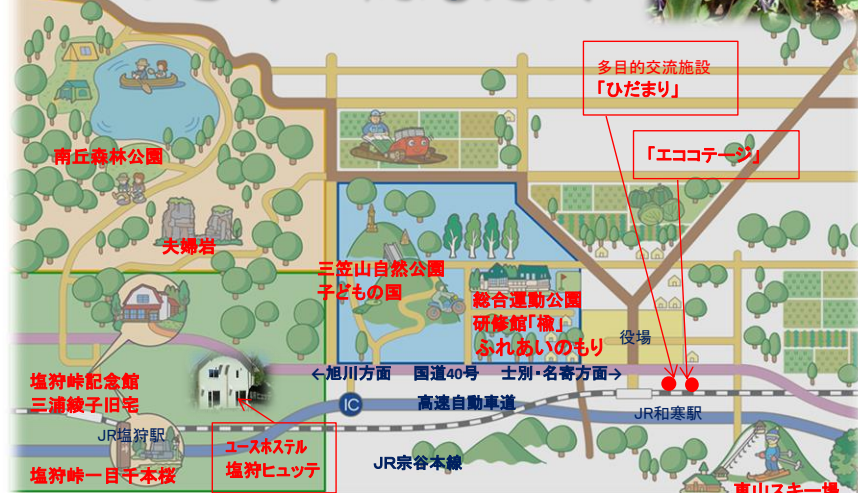 多目的交流施設
「ひだまり」
「エココテージ」
南丘森林公園
夫婦岩
三笠山自然公園
子どもの国
総合運動公園
研修館「楡」
ふれあいのもり
役場
←旭川方面　国道40号　士別・名寄方面→
塩狩峠記念館
三浦綾子旧宅
IC
高速自動車道
JR和寒駅
JR塩狩駅
ユースホステル
塩狩ヒュッテ
JR宗谷本線
塩狩峠一目千本桜
東山スキー場